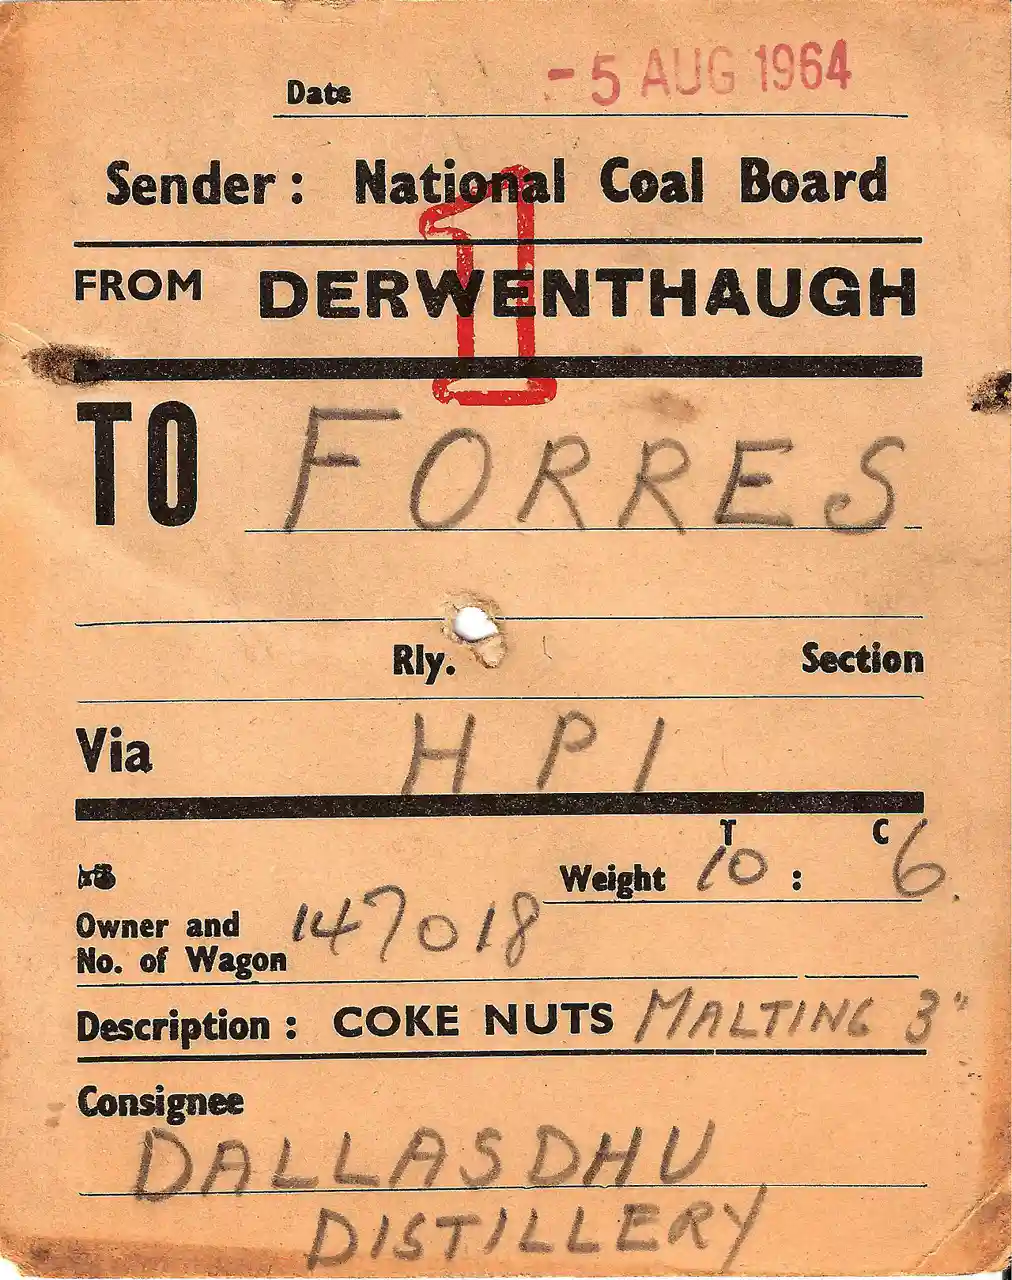 Date - 5 AUG 1964
Sender : National Coal Board
1
FROM DERWENTHAUGH
TO FORRES
Rly. Section
Via H P I
T C
Weight 10 : 6
Owner and
No. of Wagon 147018
Description : COKE NUTS MALTING 3"
Consignee
DALLASDHU
DISTILLERY